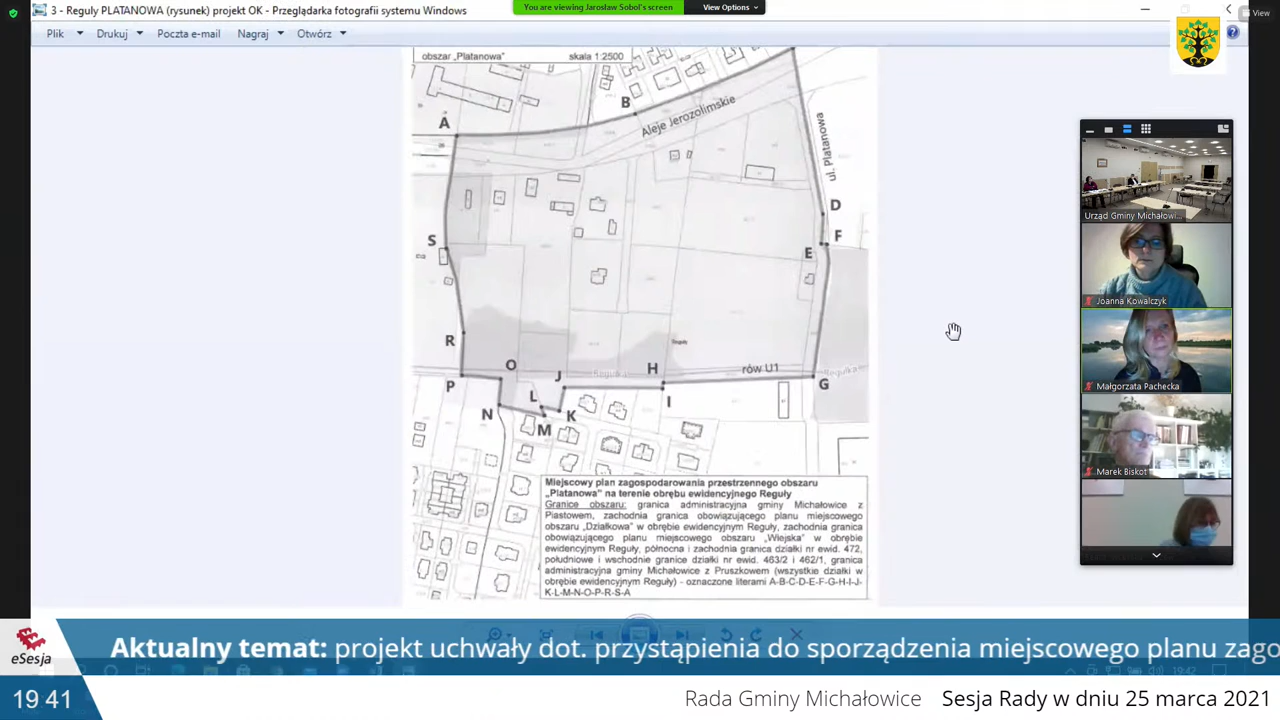 3 - Reguły PLATANOWA (rysunek) projekt OK - Przeglądarka fotografii systemu Windows
You are viewing Jarosław Sobol's screen
View Options
View
Plik
Drukuj
Poczta e-mail
Nagraj
Otwórz
obszar „Platanowa"
skala 1:2500
B
Aleje Jerozolimskie
A
ul. Platanowa
D
S
F
E
R
O
H
rów U1
P
J
G
Regulka
L
I
N
K
M
Miejscowy plan zagospodarowania przestrzennego obszaru
„Platanowa" na terenie obrębu ewidencyjnego Reguły
Granice obszaru: granica administracyjna gminy Michałowice z
Piastowem, zachodnia granica obowiązującego planu miejscowego
obszaru „Działkowa" w obrębie ewidencyjnym Reguły, zachodnia granica
obowiązującego planu miejscowego obszaru „Wiejska" w obrębie
ewidencyjnym Reguły, północna i zachodnia granica działki nr ewid. 472,
południowe i wschodnie granice działki nr ewid. 463/2 i 462/1, granica
administracyjna gminy Michałowice z Pruszkowem (wszystkie działki w
obrębie ewidencyjnym Reguły) - oznaczone literami A-B-C-D-E-F-G-H-I-J-
K-L-M-N-O-P-R-S-A
Urząd Gminy Michałowi...
Joanna Kowalczyk
Małgorzata Pachecka
Marek Biskot
eSesja
Aktualny temat: projekt uchwały dot. przystąpienia do sporządzenia miejscowego planu zago
19:42
19 41
Rada Gminy Michałowice
Sesja Rady w dniu 25 marca 2021